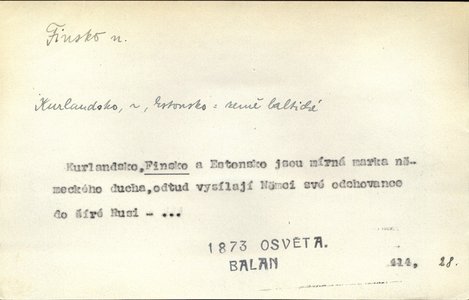 Finsko n.
Kurlandsko, ~, Estonsko = země baltické
Kurlandsko,Finsko a Estonsko jsou mírná marka ně-
meckého ducha,odtud vysílají Němci své odchovance
do šíré Rusi - ...
1873 OSVĚTA.
BALAN 414, 28.